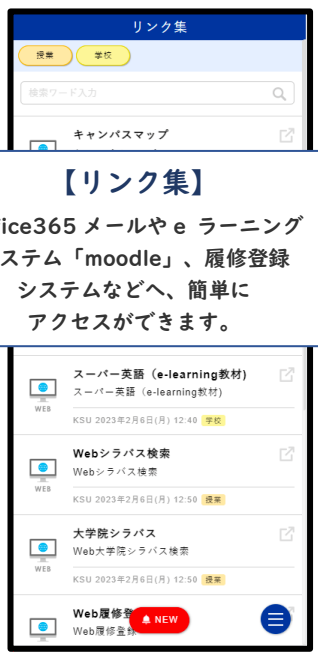 リンク集
授業 学校
検索ワード入力
キャンパスマップ
【リンク集】
ice365 メールや e ラーニング
ステム「moodle」、履修登録
システムなどへ、簡単に
アクセスができます。
スーパー英語（e-learning教材)
スーパー英語（e-learning教材)
WEB
KSU 2023年2月6日(月) 12:40 学校
Webシラバス検索
Webシラバス検索
WEB
KSU 2023年2月6日(月) 12:50 授業
大学院シラバス
Web大学院シラバス検索
WEB
KSU 2023年2月6日(月) 12:50 授業
Web履修登
NEW
Web履修登録